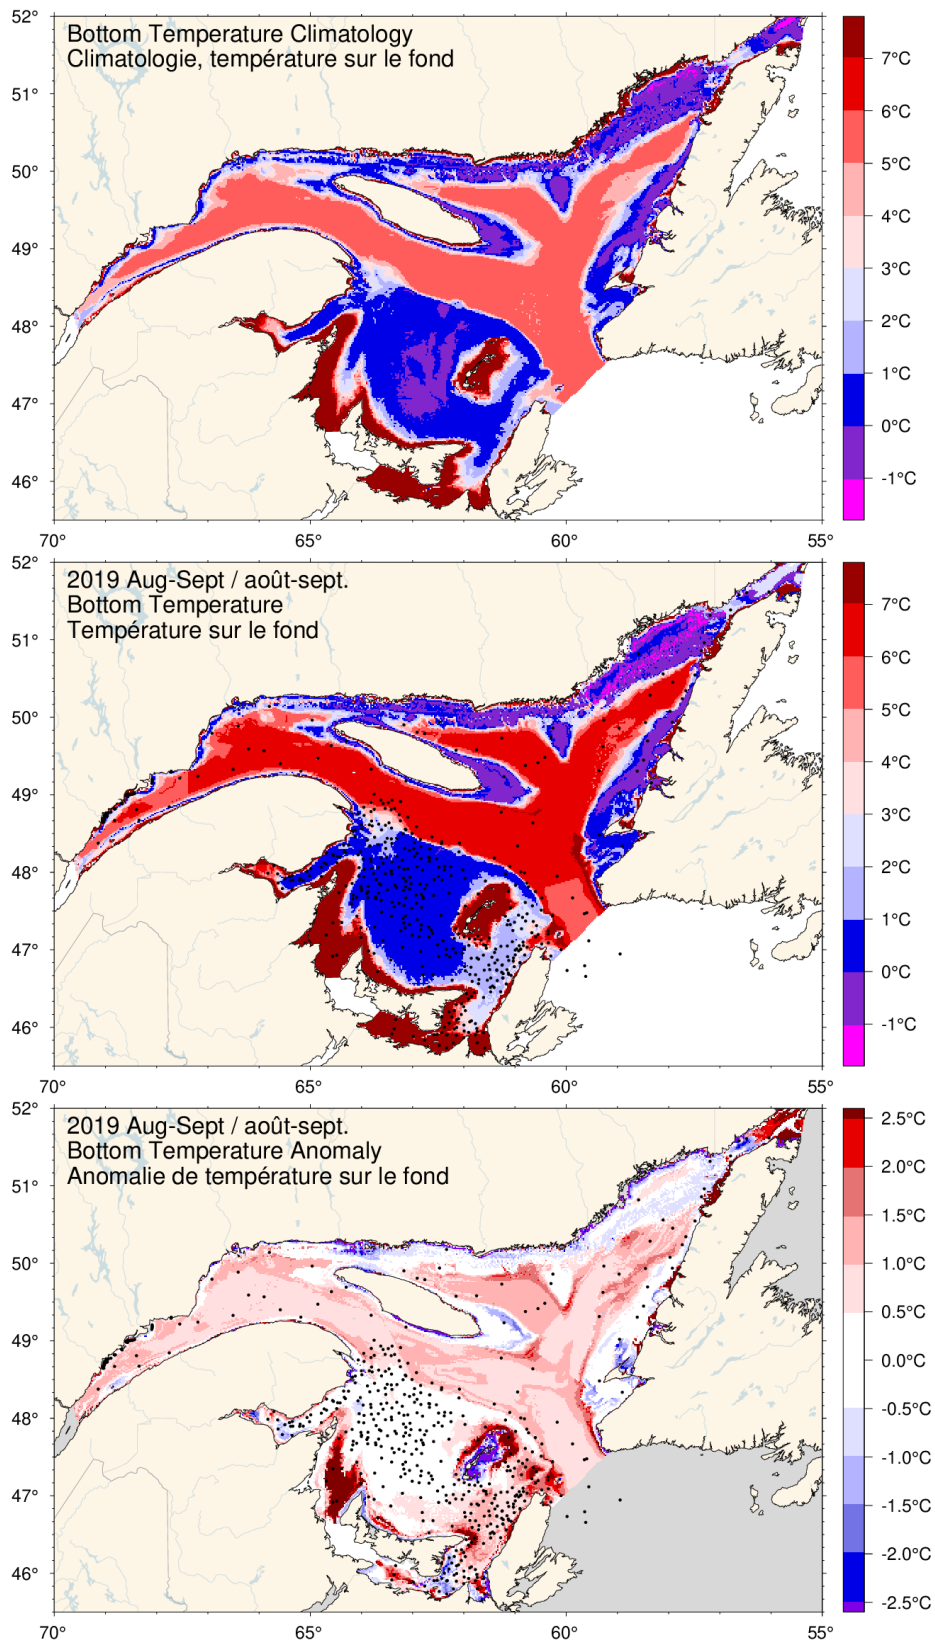 Bottom Temperature Climatology
Climatologie, température sur le fond
52°
51°
50°
49°
48°
47°
46°
70°
65°
60°
55°
7°C
6°C
5°C
4°C
3°C
2°C
1°C
0°C
-1°C
2019 Aug-Sept / août-sept.
Bottom Temperature
Température sur le fond
52°
51°
50°
49°
48°
47°
46°
70°
65°
60°
55°
7°C
6°C
5°C
4°C
3°C
2°C
1°C
0°C
-1°C
2019 Aug-Sept / août-sept.
Bottom Temperature Anomaly
Anomalie de température sur le fond
52°
51°
50°
49°
48°
47°
46°
70°
65°
60°
55°
2.5°C
2.0°C
1.5°C
1.0°C
0.5°C
0.0°C
-0.5°C
-1.0°C
-1.5°C
-2.0°C
-2.5°C